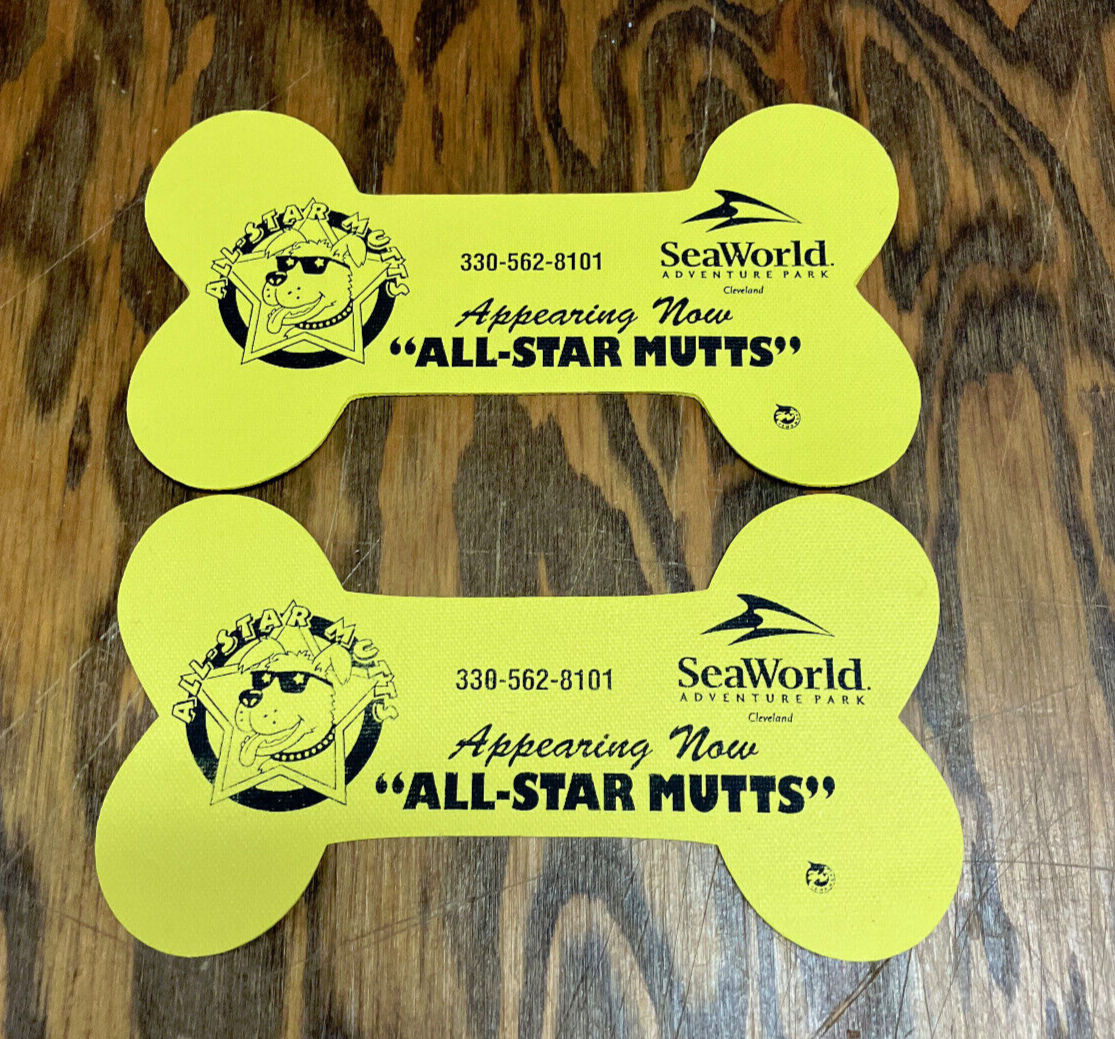 ALL-STAR MUTTS
330-562-8101
SeaWorld.
ADVENTURE PARK
Cleveland
Appearing Now
“ALL-STAR MUTTS”
ALL-STAR MUTTS
330-562-8101
SeaWorld.
ADVENTURE PARK
Cleveland
Appearing Now
“ALL-STAR MUTTS”